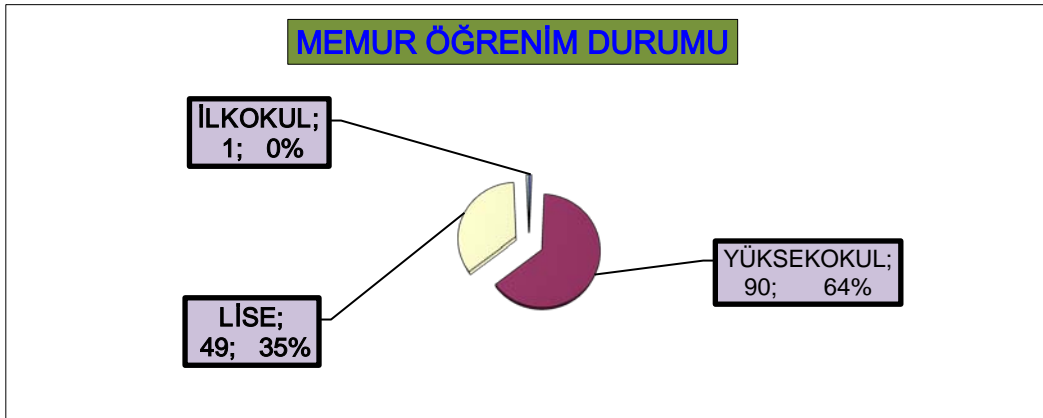 MEMUR ÖĞRENİM DURUMU
İLKOKUL;
1; 0%
YÜKSEKOKUL;
90; 64%
LİSE;
49; 35%